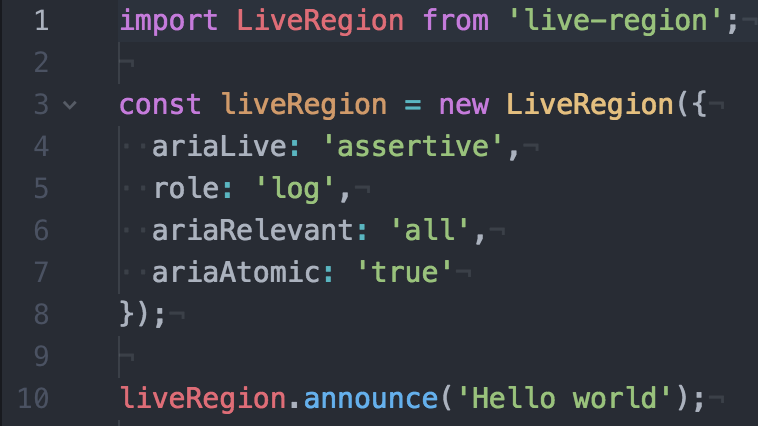 1 import LiveRegion from 'live-region';¬
2 ¬
3 const liveRegion = new LiveRegion({¬
4 ··ariaLive: 'assertive',¬
5 ··role: 'log',¬
6 ··ariaRelevant: 'all',¬
7 ··ariaAtomic: 'true'¬
8 });¬
9 ¬
10 liveRegion.announce('Hello world');¬